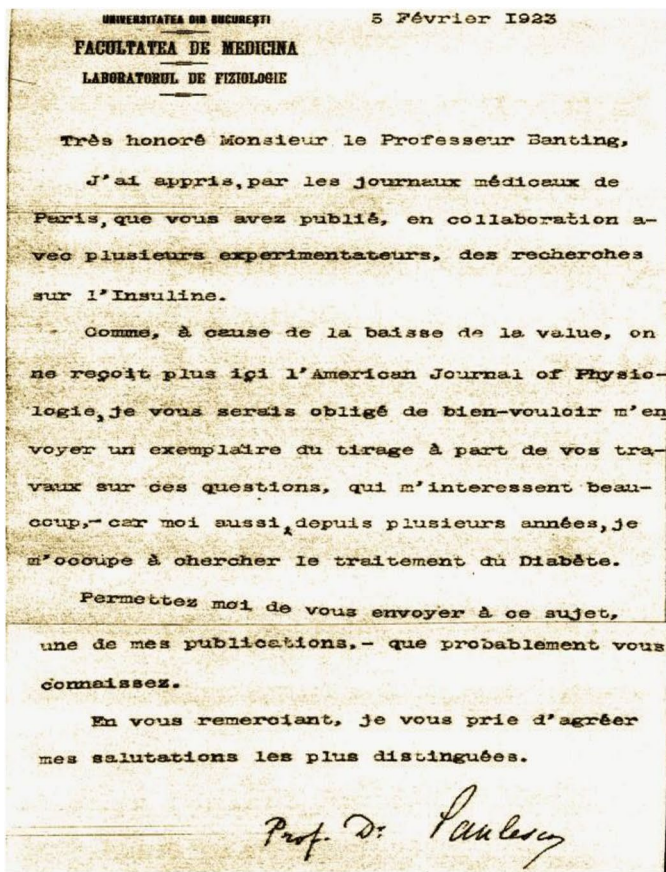 UNIVERSITATEA DIN BUCUREȘTI
5 Février 1923
FACULTATEA DE MEDICINA
LABORATORUL DE FIZIOLOGIE
Très honoré Monsieur le Professeur Banting,
J'ai appris, par les journaux médicaux de
Paris, que vous avez publié, en collaboration a-
vec plusieurs experimentateurs, des recherches
sur l'Insuline.
Comme, à cause de la baisse de la value, on
ne reçoit plus içi l'American Journal of Physio-
logie, je vous serais obligé de bien-vouloir m'en
voyer un exemplaire du tirage à part de vos tra-
vaux sur ces questions, qui m'interessent beau-
coup,- car moi aussi, depuis plusieurs années, je
m'occupe à chercher le traitement du Diabête.
Permettez moi de vous envoyer à ce sujet,
une de mes publications,- que probablement vous
connaissez.
En vous remerciant, je vous prie d'agréer
mes salutations les plus distinguées.
Prof. Dr Paulescu